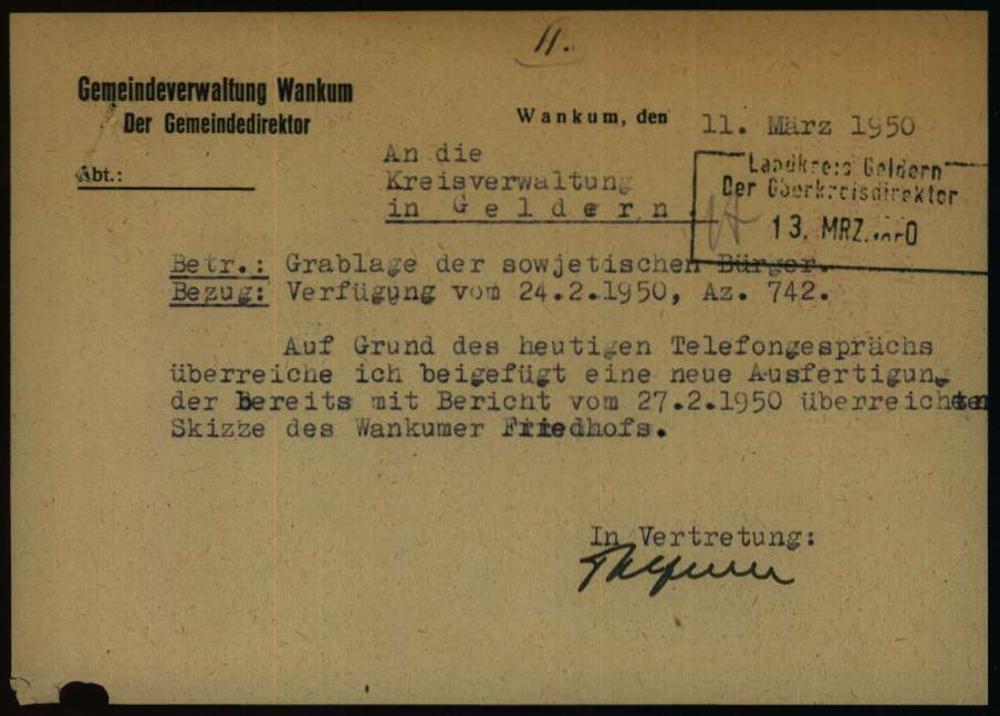 11.
Gemeindeverwaltung Wankum
Der Gemeindedirektor
Wankum, den 11. März 1950
Abt.:
An die
Kreisverwaltung
in Geldern
Landkreis Geldern
Der Oberkreisdirektor
13. MRZ. 1950
Betr.: Grablage der sowjetischen Bürger.
Bezug: Verfügung vom 24.2.1950, Az. 742.
Auf Grund des heutigen Telefongesprächs
überreiche ich beigefügt eine neue Ausfertigung
der bereits mit Bericht vom 27.2.1950 überreichten
Skizze des Wankumer Friedhofs.
In Vertretung: